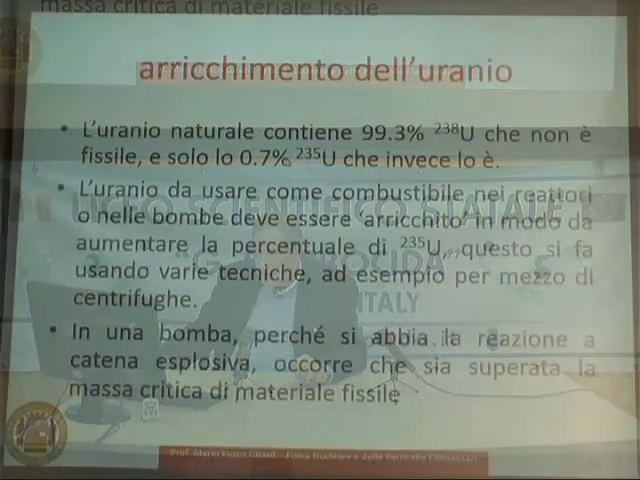 massa critica di materiale fissile
arricchimento dell'uranio
• L'uranio naturale contiene 99.3% ²³⁸U che non è
fissile, e solo lo 0.7% ²³⁵U che invece lo è.
• L'uranio da usare come combustibile nei reattori
o nelle bombe deve essere 'arricchito' in modo da
aumentare la percentuale di ²³⁵U, questo si fa
usando varie tecniche, ad esempio per mezzo di
centrifughe.
• In una bomba, perché si abbia la reazione a
catena esplosiva, occorre che sia superata la
massa critica di materiale fissile
LICEO SCIENTIFICO STATALE
ITALY
Prof. Mario Fusco Girard - Fisica Nucleare e delle Particelle Elementari